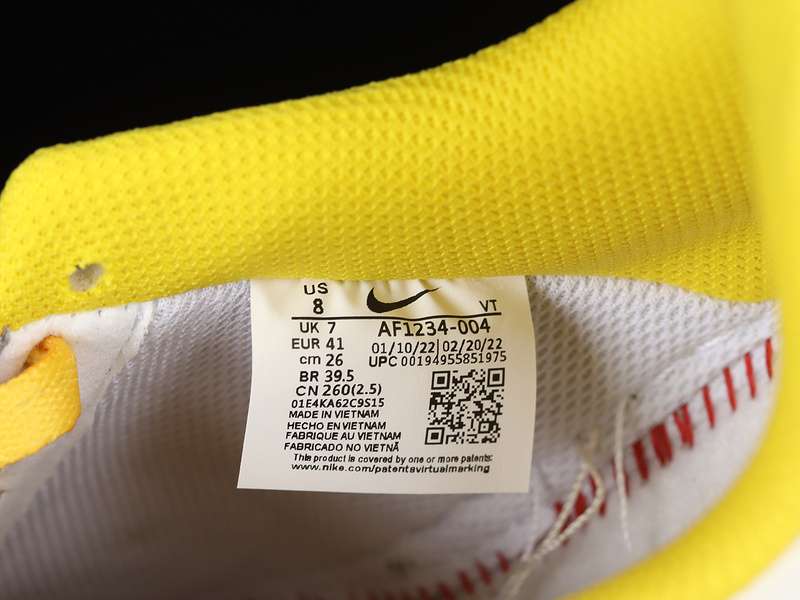 US
8
VT
UK 7 AF1234-004
EUR 41 01/10/22|02/20/22
cm 26 UPC 00194955851975
BR 39.5
CN 260(2.5)
01E4KA62C9S15
MADE IN VIETNAM
HECHO EN VIETNAM
FABRIQUE AU VIETNAM
FABRICADO NO VIETNÃ
This product is covered by one or more patents:
www.nike.com/patentsvirtualmarking